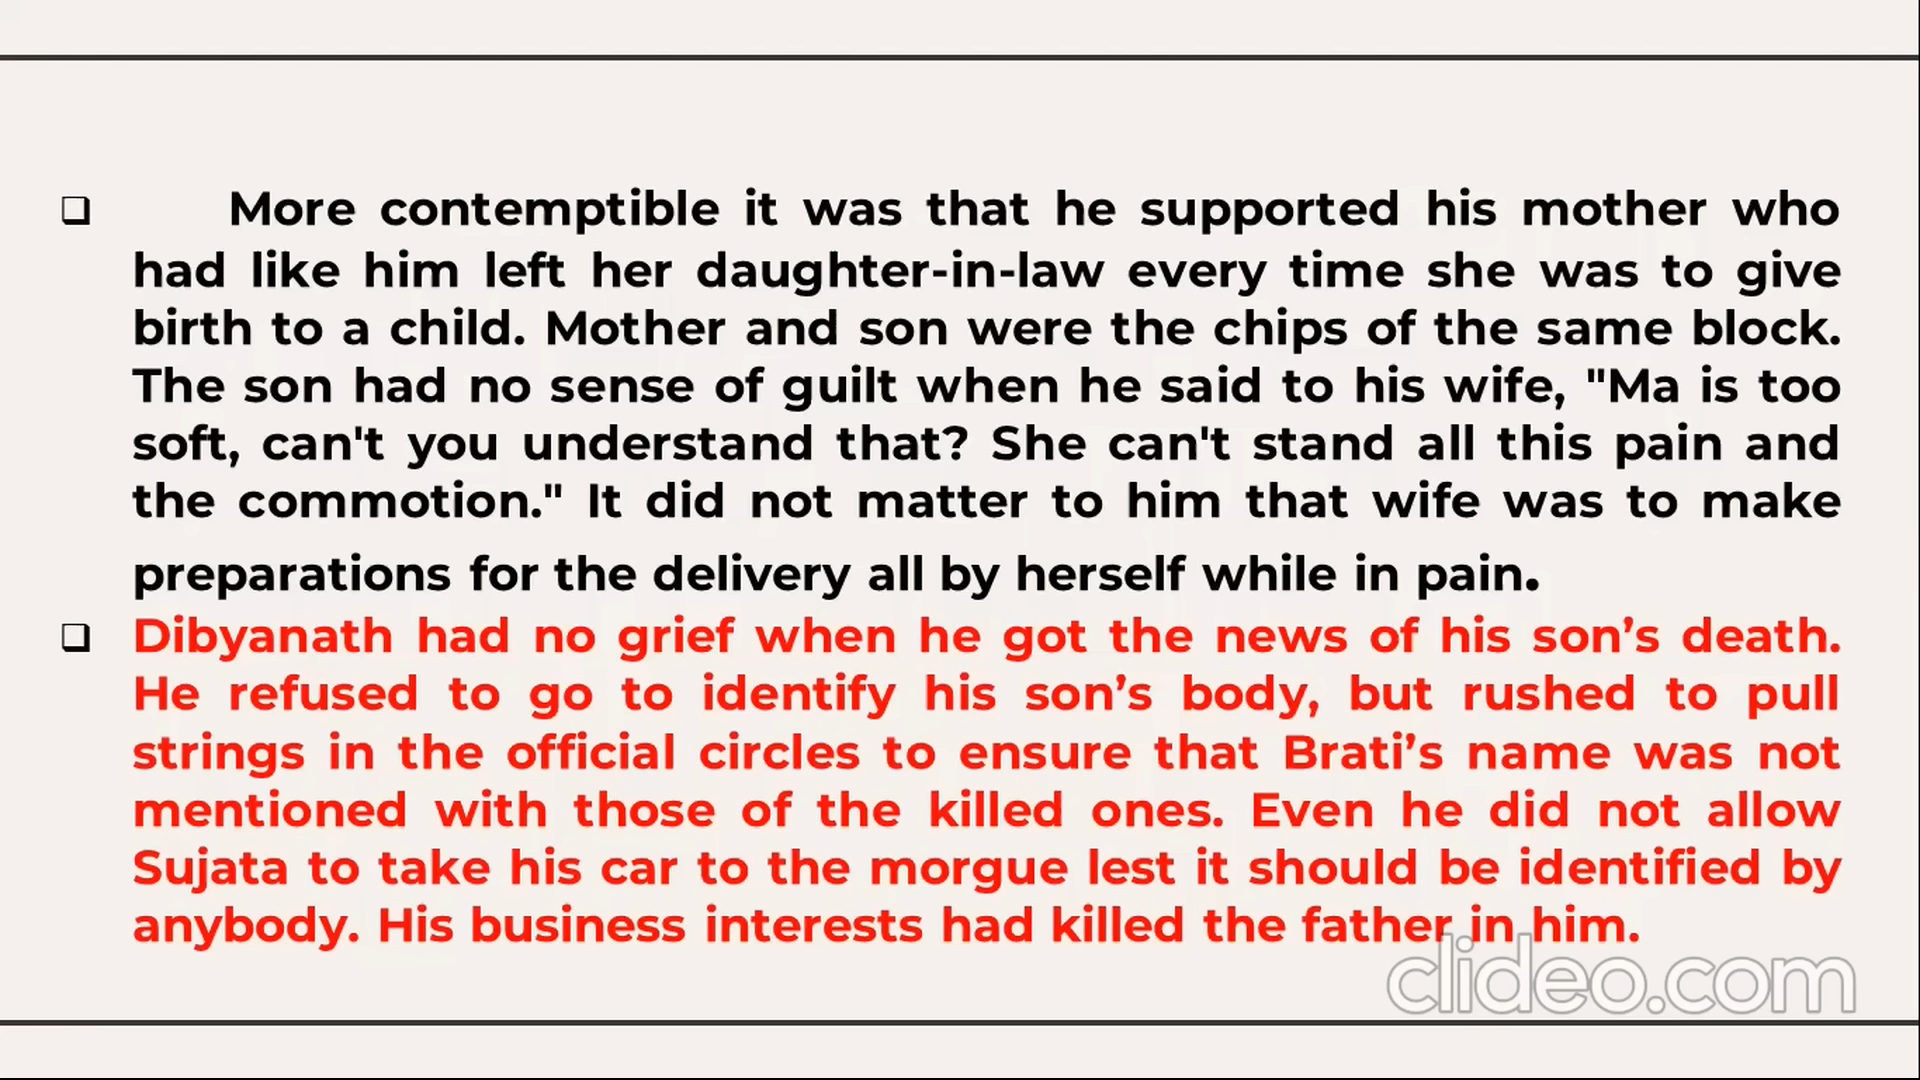 More contemptible it was that he supported his mother who
had like him left her daughter-in-law every time she was to give
birth to a child. Mother and son were the chips of the same block.
The son had no sense of guilt when he said to his wife, "Ma is too
soft, can't you understand that? She can't stand all this pain and
the commotion." It did not matter to him that wife was to make
preparations for the delivery all by herself while in pain.
Dibyanath had no grief when he got the news of his son’s death.
He refused to go to identify his son’s body, but rushed to pull
strings in the official circles to ensure that Brati’s name was not
mentioned with those of the killed ones. Even he did not allow
Sujata to take his car to the morgue lest it should be identified by
anybody. His business interests had killed the father in him.
clideo.com